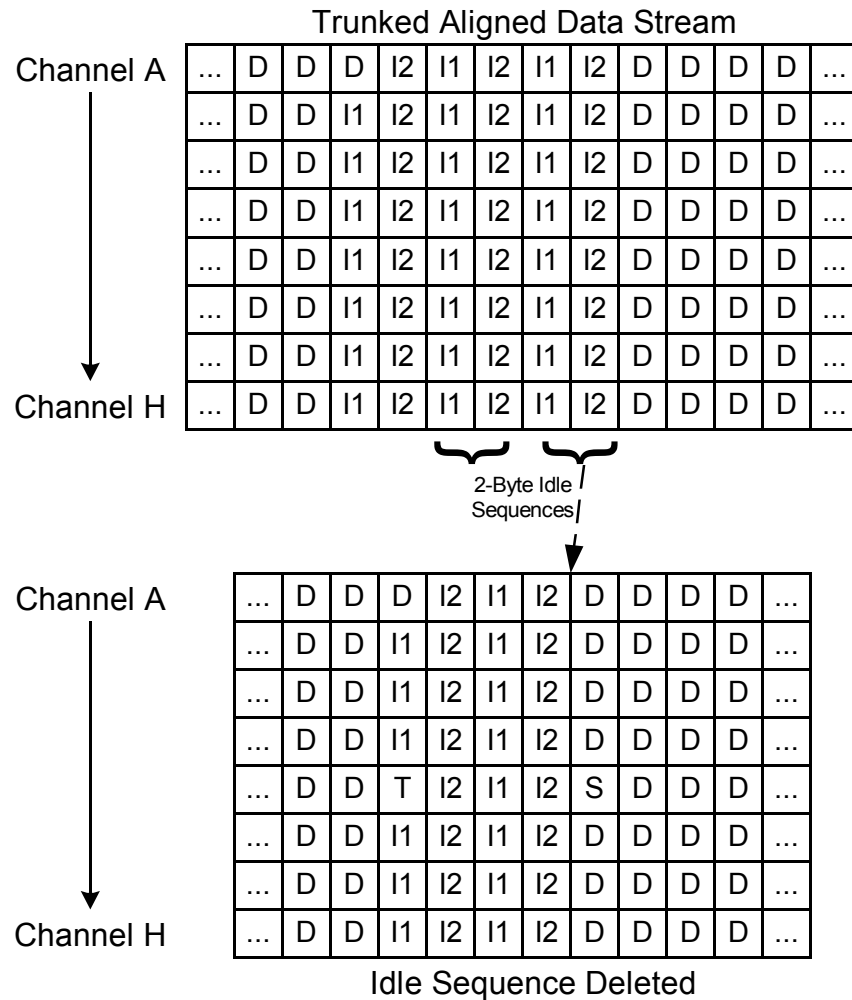 Trunked Aligned Data Stream
Channel A ... D D D I2 I1 I2 I1 I2 D D D D ...
... D D I1 I2 I1 I2 I1 I2 D D D D ...
... D D I1 I2 I1 I2 I1 I2 D D D D ...
... D D I1 I2 I1 I2 I1 I2 D D D D ...
... D D I1 I2 I1 I2 I1 I2 D D D D ...
... D D I1 I2 I1 I2 I1 I2 D D D D ...
... D D I1 I2 I1 I2 I1 I2 D D D D ...
Channel H ... D D I1 I2 I1 I2 I1 I2 D D D D ...
2-Byte Idle
Sequences
Channel A ... D D D I2 I1 I2 D D D D ...
... D D I1 I2 I1 I2 D D D D ...
... D D I1 I2 I1 I2 D D D D ...
... D D I1 I2 I1 I2 D D D D ...
... D D T I2 I1 I2 S D D D ...
... D D I1 I2 I1 I2 D D D D ...
... D D I1 I2 I1 I2 D D D D ...
Channel H ... D D I1 I2 I1 I2 D D D D ...
Idle Sequence Deleted